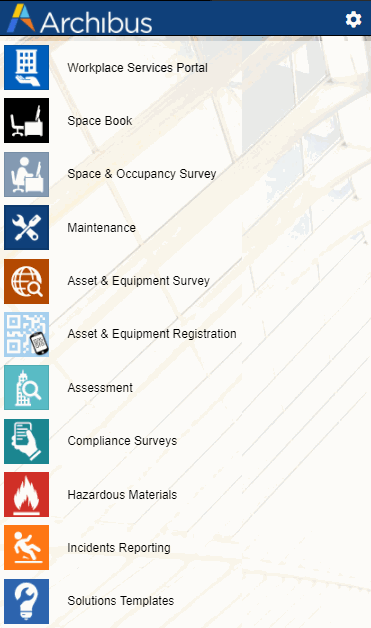 Archibus
Workplace Services Portal
Space Book
Space & Occupancy Survey
Maintenance
Asset & Equipment Survey
Asset & Equipment Registration
Assessment
Compliance Surveys
Hazardous Materials
Incidents Reporting
Solutions Templates